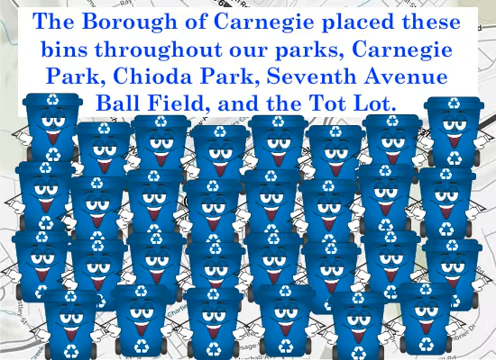 The Borough of Carnegie placed these
bins throughout our parks, Carnegie
Park, Chioda Park, Seventh Avenue
Ball Field, and the Tot Lot.